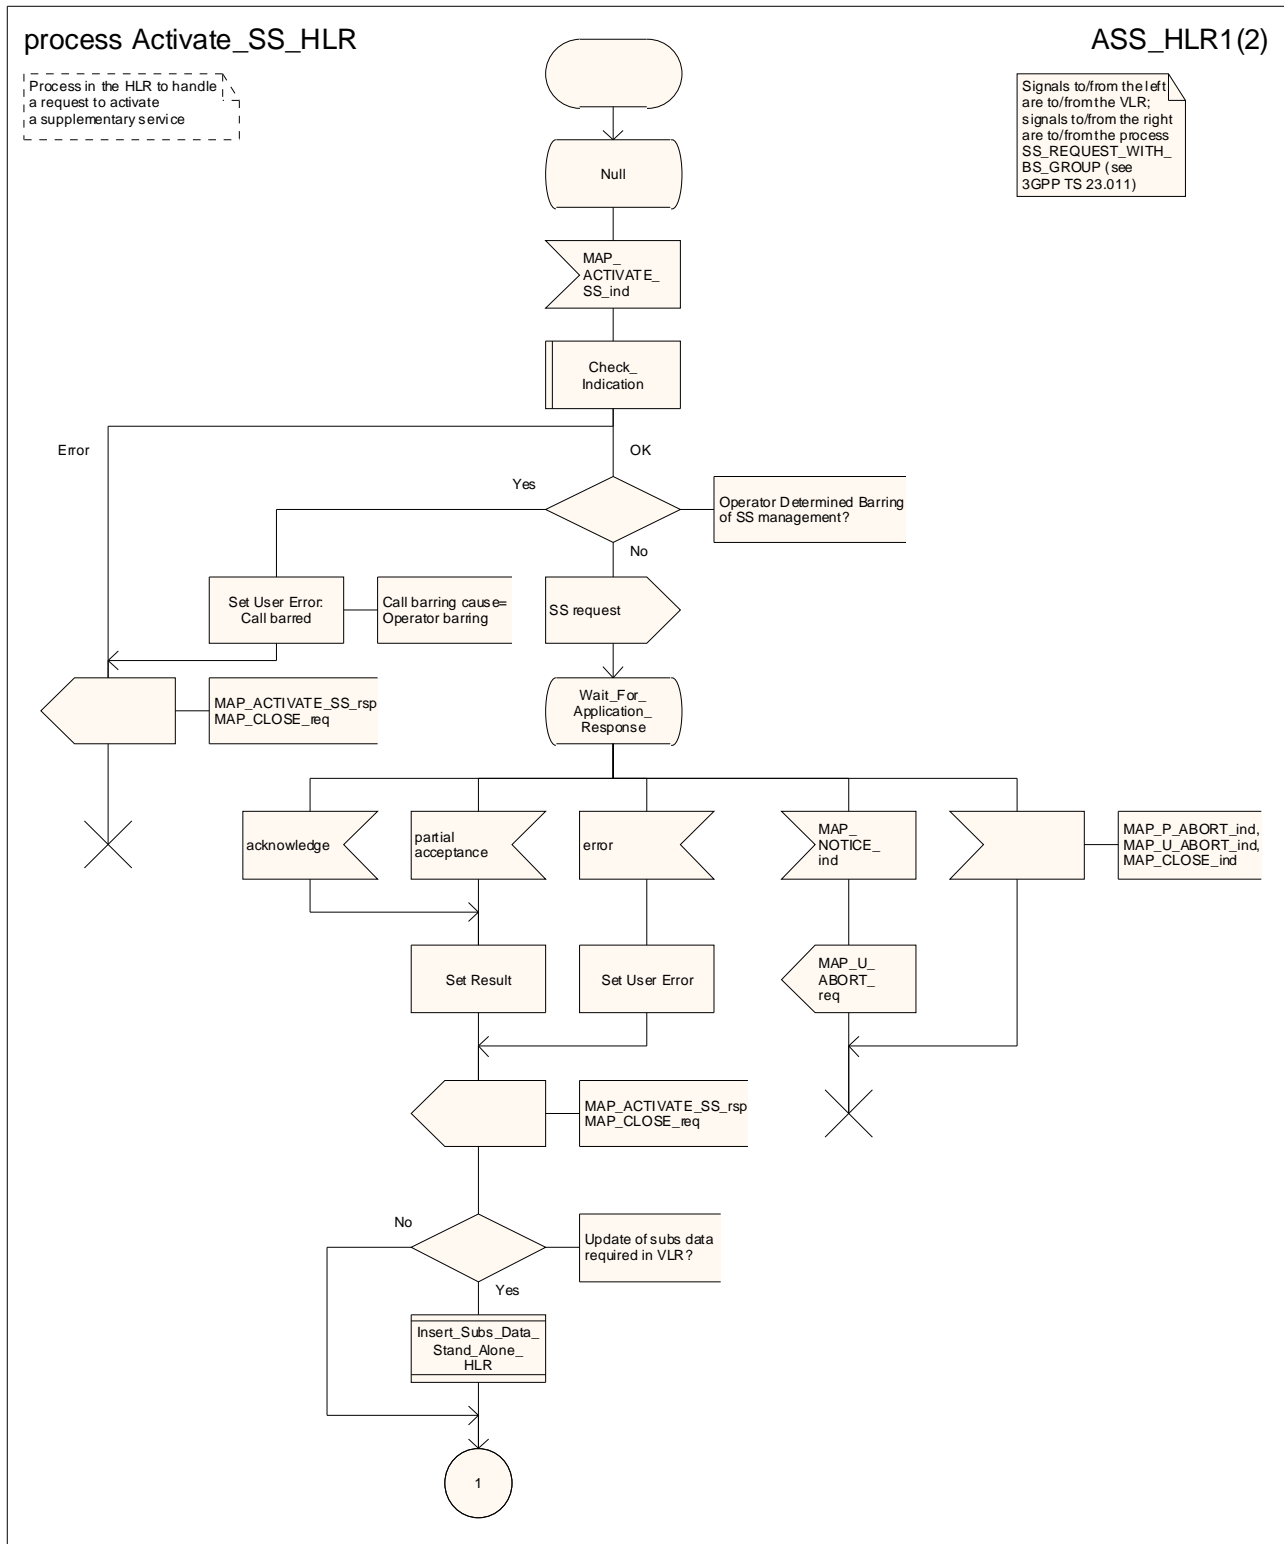 process Activate_SS_HLR
ASS_HLR1(2)
Process in the HLR to handle
a request to activate
a supplementary service
Signals to/from the left
are to/from the VLR;
signals to/from the right
are to/from the process
SS_REQUEST_WITH_
BS_GROUP (see
3GPP TS 23.011)
Null
MAP_
ACTIVATE_
SS_ind
Check_
Indication
Error
OK
Yes
Operator Determined Barring
of SS management?
No
Set User Error:
Call barred
Call barring cause=
Operator barring
SS request
MAP_ACTIVATE_SS_rsp
MAP_CLOSE_req
Wait_For_
Application_
Response
acknowledge
partial
acceptance
error
MAP_
NOTICE_
ind
MAP_P_ABORT_ind,
MAP_U_ABORT_ind,
MAP_CLOSE_ind
Set Result
Set User Error
MAP_U_
ABORT_
req
MAP_ACTIVATE_SS_rsp
MAP_CLOSE_req
No
Update of subs data
required in VLR?
Yes
Insert_Subs_Data_
Stand_Alone_
HLR
1